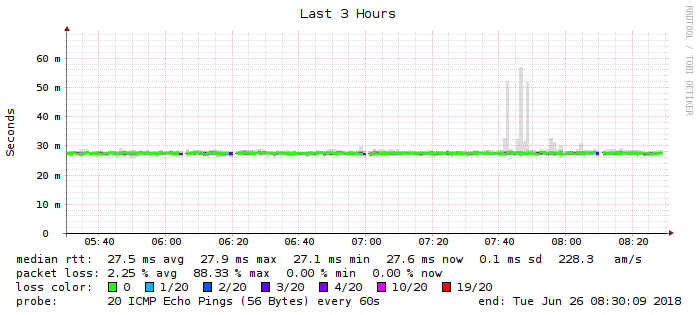 Last 3 Hours
RRDTOOL / TOBI OETIKER
Seconds
60 m
50 m
40 m
30 m
20 m
10 m
0
05:40 06:00 06:20 06:40 07:00 07:20 07:40 08:00 08:20
median rtt: 27.5 ms avg 27.9 ms max 27.1 ms min 27.6 ms now 0.1 ms sd 228.3 am/s
packet loss: 2.25 % avg 88.33 % max 0.00 % min 0.00 % now
loss color: 0 1/20 2/20 3/20 4/20 10/20 19/20
probe: 20 ICMP Echo Pings (56 Bytes) every 60s end: Tue Jun 26 08:30:09 2018